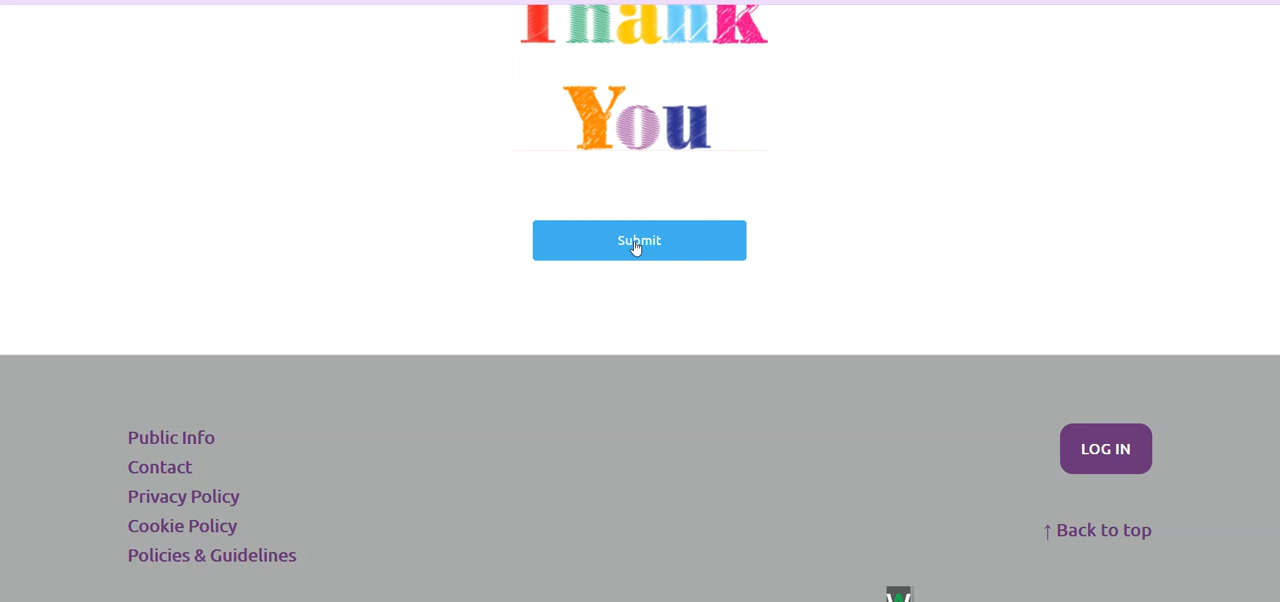 Thank
You
Submit
Public Info
Contact
Privacy Policy
Cookie Policy
Policies & Guidelines
LOG IN
↑ Back to top